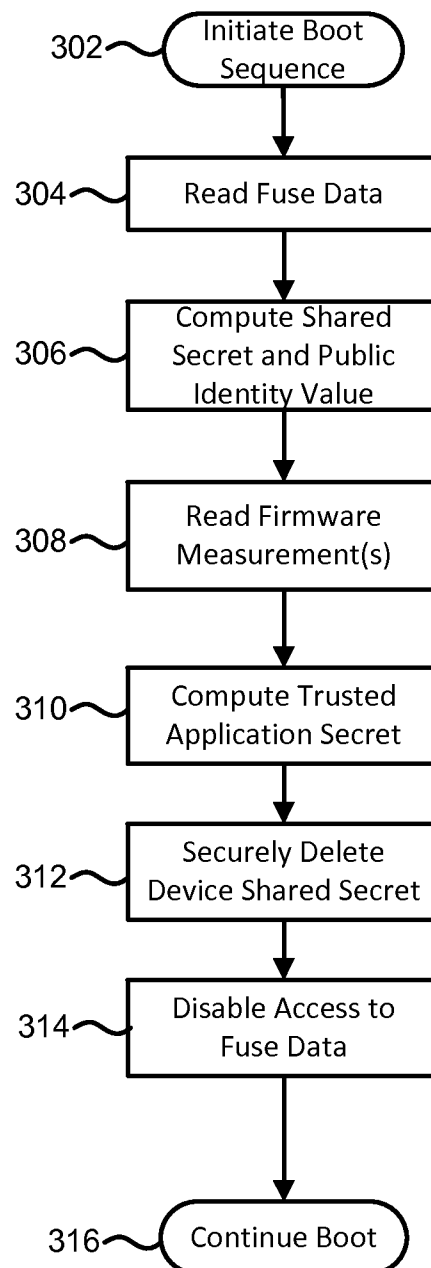 302
Initiate Boot
Sequence
304
Read Fuse Data
306
Compute Shared
Secret and Public
Identity Value
308
Read Firmware
Measurement(s)
310
Compute Trusted
Application Secret
312
Securely Delete
Device Shared Secret
314
Disable Access to
Fuse Data
316
Continue Boot